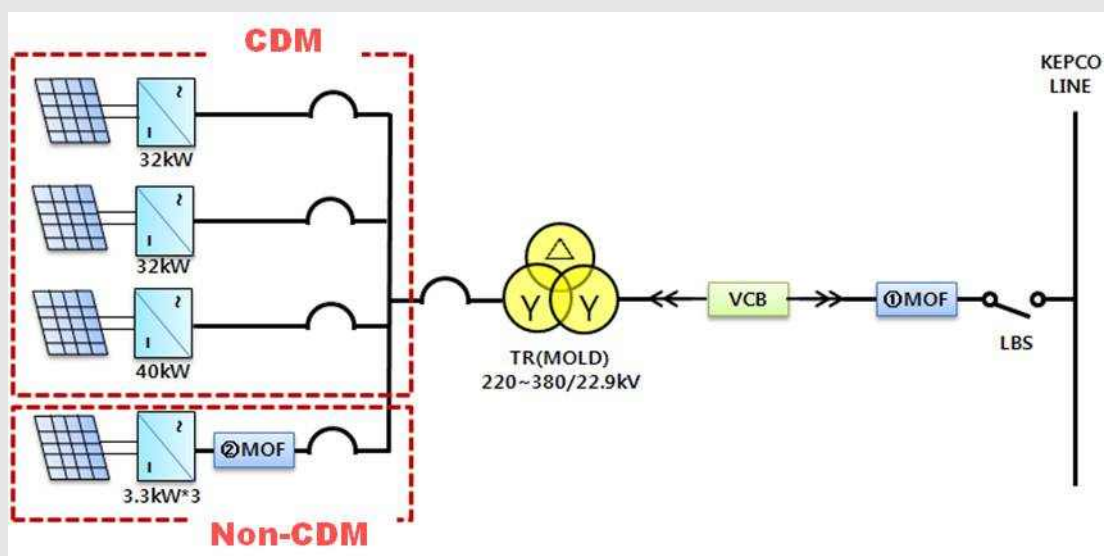 CDM
KEPCO
LINE
32kW
32kW
△
Y Y
VCB
①MOF
LBS
TR(MOLD)
220~380/22.9kV
40kW
②MOF
3.3kW*3
Non-CDM